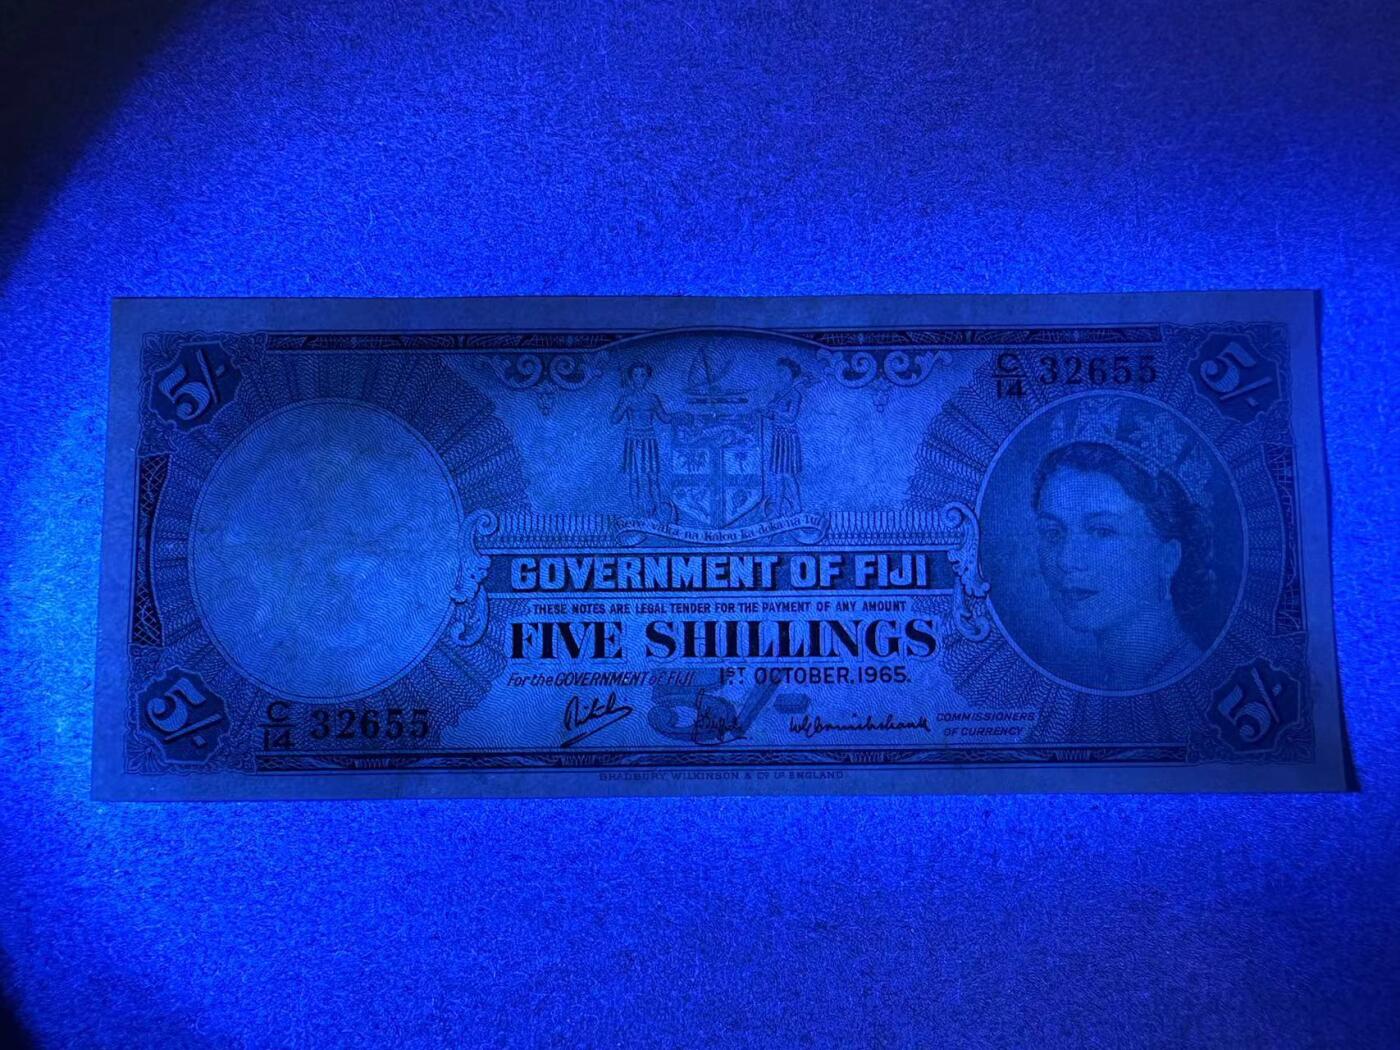 5/-
C/14 32655
5/-
Rere vaka na Kalou ka doka na Tui
GOVERNMENT OF FIJI
THESE NOTES ARE LEGAL TENDER FOR THE PAYMENT OF ANY AMOUNT
FIVE SHILLINGS
For the GOVERNMENT of FIJI 1ST OCTOBER, 1965.
5/-
C/14 32655
5/-
COMMISSIONERS
OF CURRENCY
5/-
BRADBURY, WILKINSON & CO. LD. ENGLAND